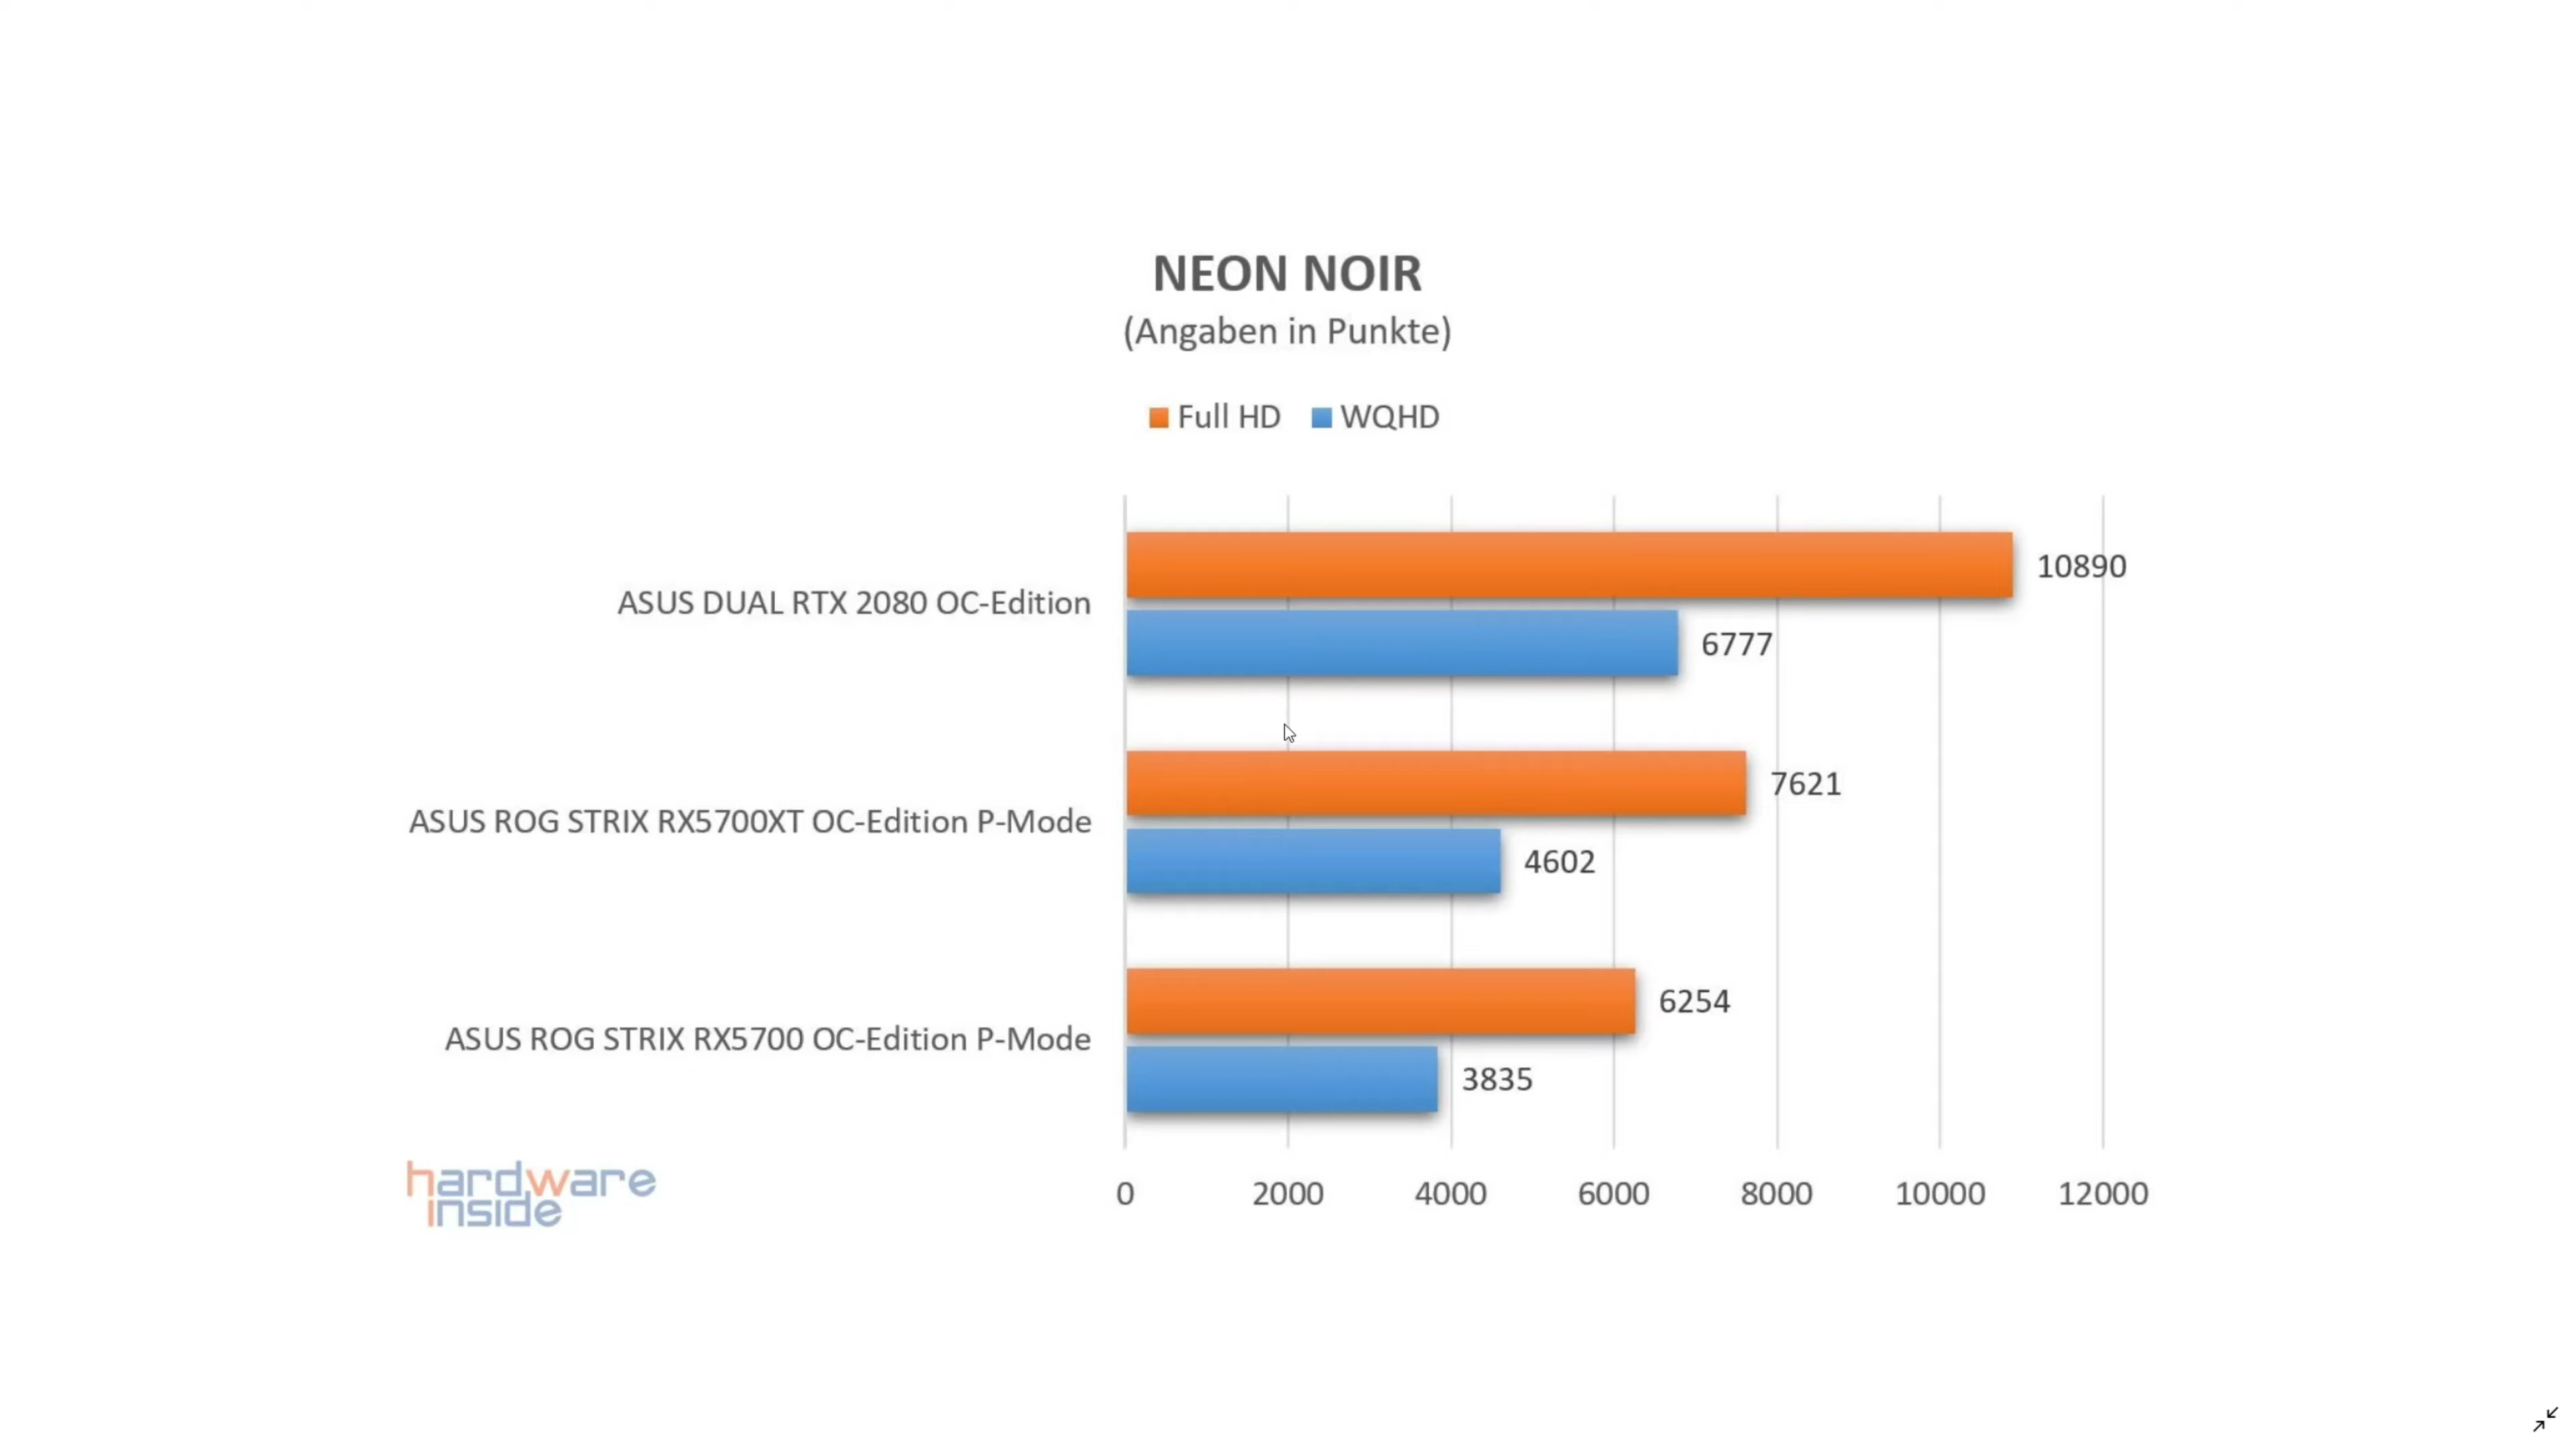 NEON NOIR
(Angaben in Punkte)
Full HD WQHD
ASUS DUAL RTX 2080 OC-Edition
10890
6777
ASUS ROG STRIX RX5700XT OC-Edition P-Mode
7621
4602
ASUS ROG STRIX RX5700 OC-Edition P-Mode
6254
3835
0 2000 4000 6000 8000 10000 12000
hardware
inside